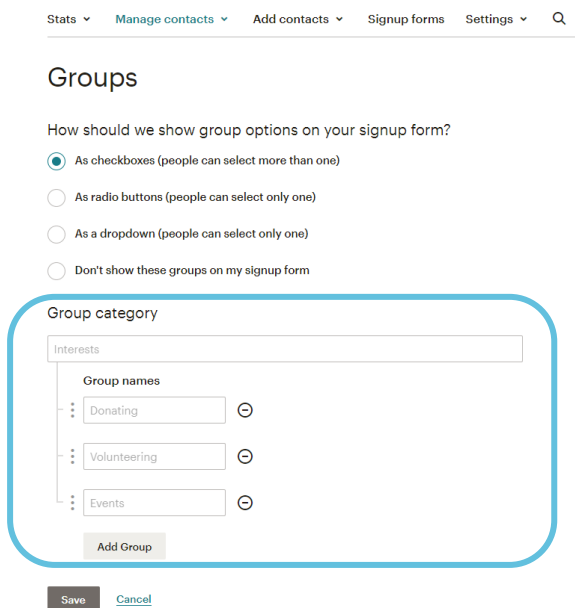 Stats Manage contacts Add contacts Signup forms Settings
Groups
How should we show group options on your signup form?
As checkboxes (people can select more than one)
As radio buttons (people can select only one)
As a dropdown (people can select only one)
Don't show these groups on my signup form
Group category
Interests
Group names
Donating
Volunteering
Events
Add Group
Save Cancel